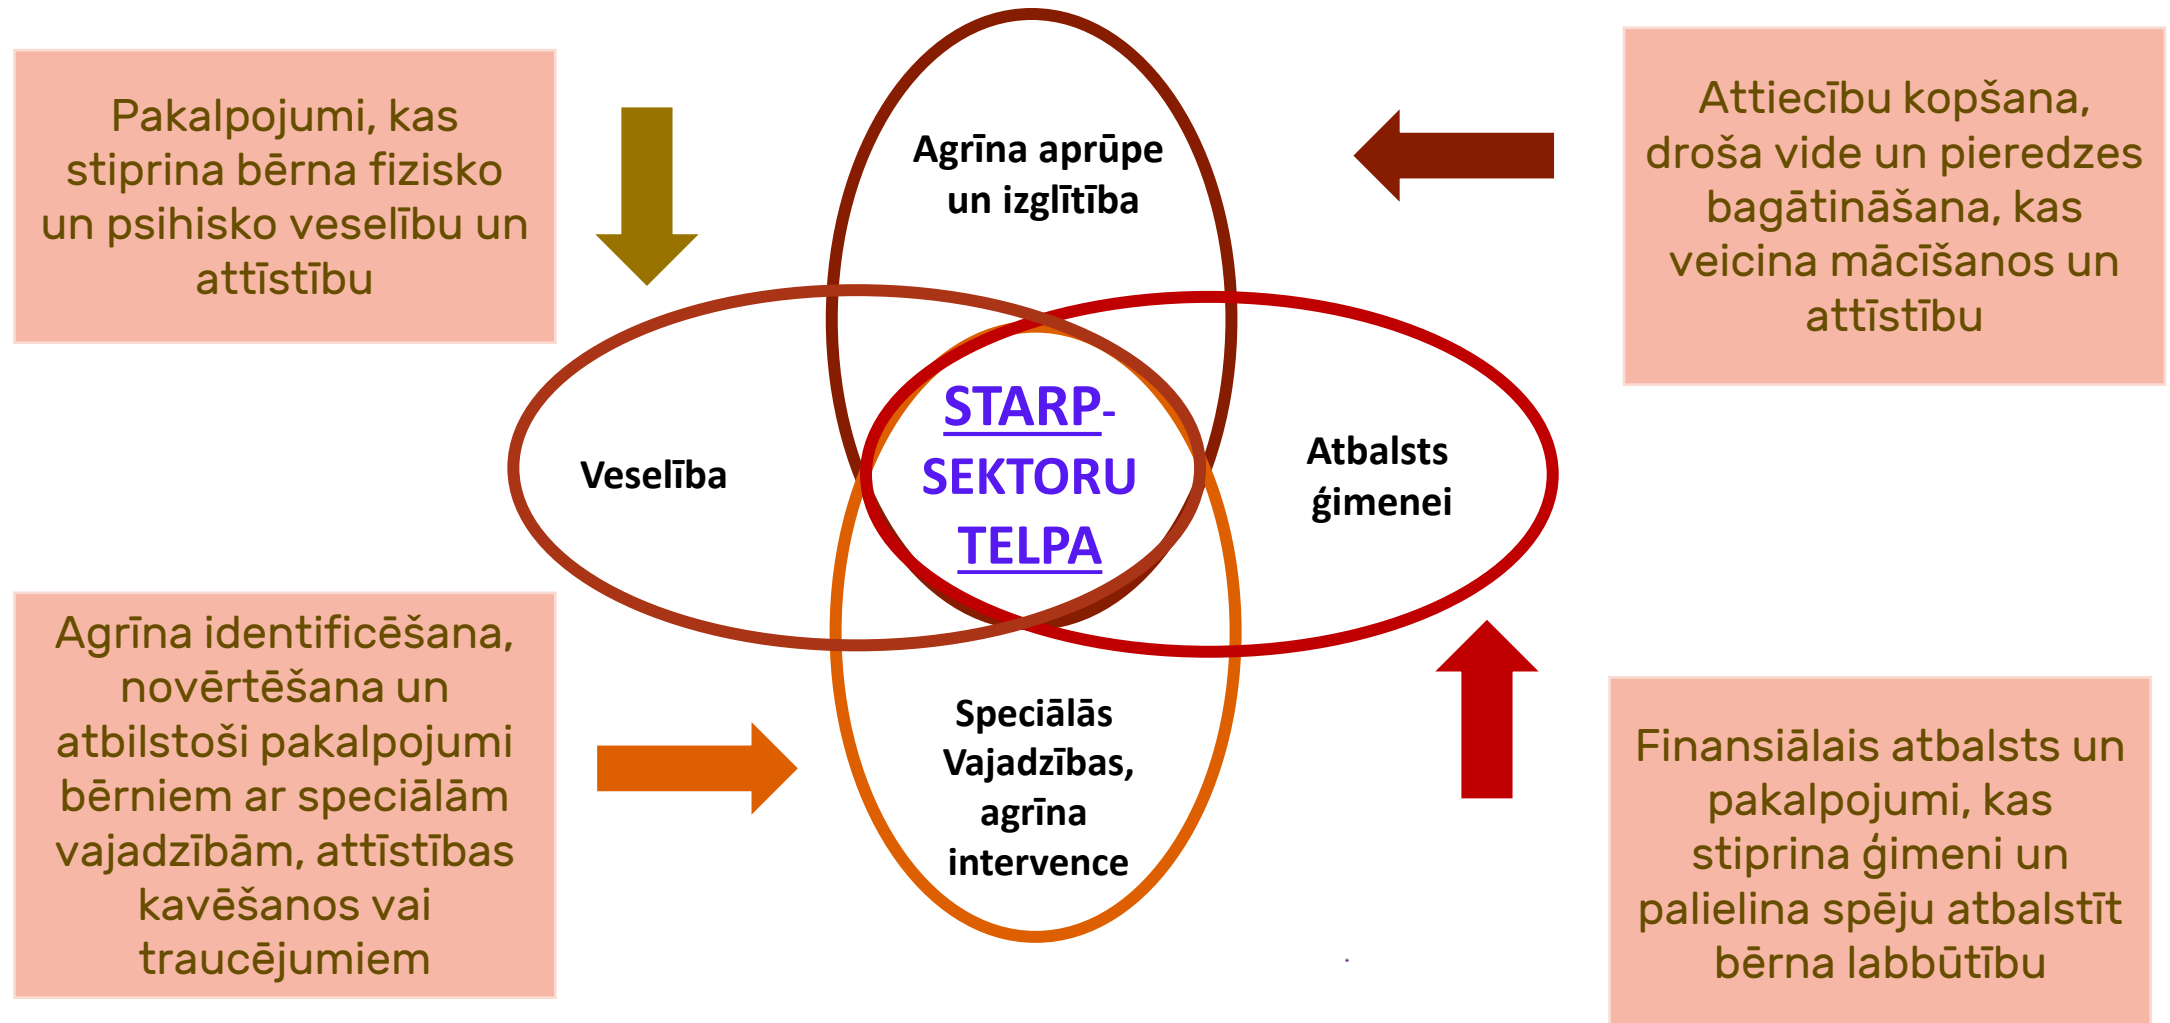 Pakalpojumi, kas
stiprina bērna fizisko
un psihisko veselību un
attīstību
Agrīna aprūpe
un izglītība
Attiecību kopšana,
droša vide un pieredzes
bagātināšana, kas
veicina mācīšanos un
attīstību
Veselība
STARP-
SEKTORU
TELPA
Atbalsts
ģimenei
Agrīna identificēšana,
novērtēšana un
atbilstoši pakalpojumi
bērniem ar speciālām
vajadzībām, attīstības
kavēšanos vai
traucējumiem
Speciālās
Vajadzības,
agrīna
intervence
Finansiālais atbalsts un
pakalpojumi, kas
stiprina ģimeni un
palielina spēju atbalstīt
bērna labbūtību